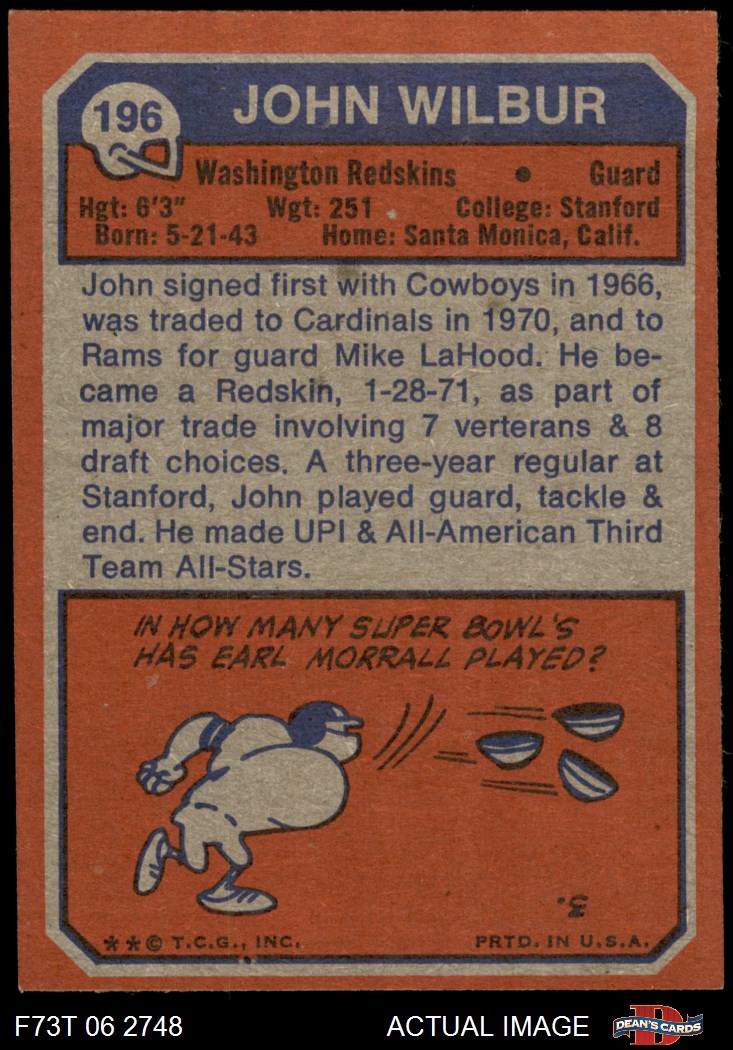 196
JOHN WILBUR
Washington Redskins • Guard
Hgt: 6'3" Wgt: 251 College: Stanford
Born: 5-21-43 Home: Santa Monica, Calif.
John signed first with Cowboys in 1966,
was traded to Cardinals in 1970, and to
Rams for guard Mike LaHood. He be-
came a Redskin, 1-28-71, as part of
major trade involving 7 verterans & 8
draft choices. A three-year regular at
Stanford, John played guard, tackle &
end. He made UPI & All-American Third
Team All-Stars.
IN HOW MANY SUPER BOWL'S
HAS EARL MORRALL PLAYED?
3.
**© T.C.G., INC. PRTD. IN U.S.A.
F73T 06 2748 ACTUAL IMAGE
D
DEAN'S CARDS